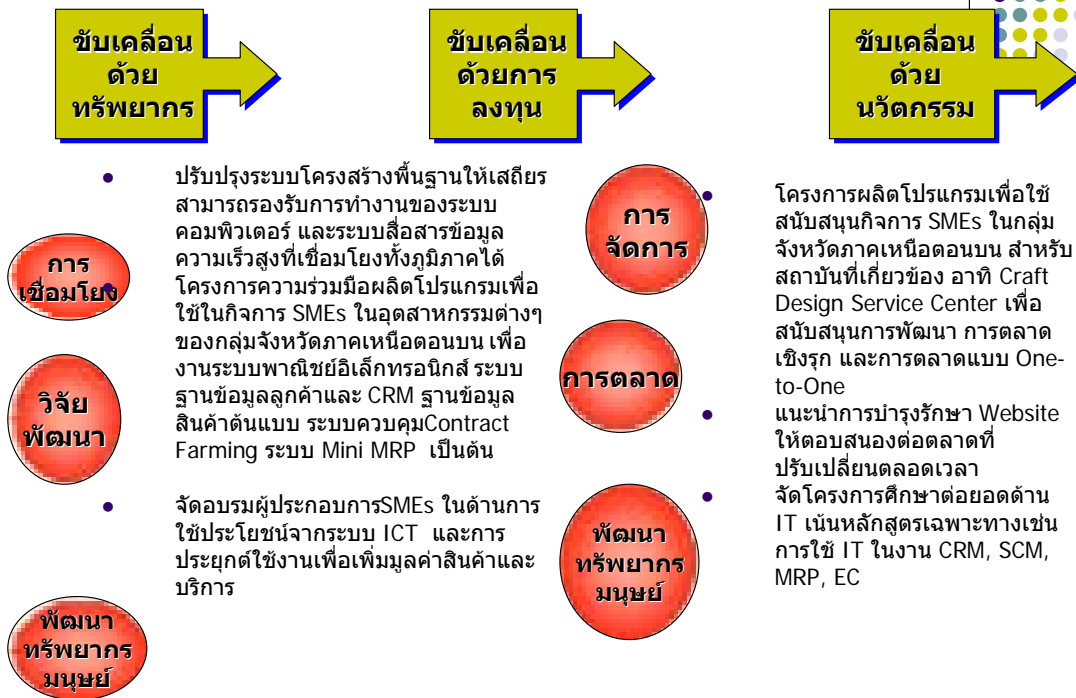 ขับเคลื่อน
ด้วย
ทรัพยากร
ขับเคลื่อน
ด้วยการ
ลงทุน
ขับเคลื่อน
ด้วย
นวัตกรรม
การ
เชื่อมโยง
วิจัย
พัฒนา
พัฒนา
ทรัพยากร
มนุษย์
ปรับปรุงระบบโครงสร้างพื้นฐานให้เสถียร
สามารถรองรับการทำงานของระบบ
คอมพิวเตอร์ และระบบสื่อสารข้อมูล
ความเร็วสูงที่เชื่อมโยงทั้งภูมิภาคได้
โครงการความร่วมมือผลิตโปรแกรมเพื่อ
ใช้ในกิจการ SMEs ในอุตสาหกรรมต่างๆ
ของกลุ่มจังหวัดภาคเหนือตอนบน เพื่อ
งานระบบพาณิชย์อิเล็กทรอนิกส์ ระบบ
ฐานข้อมูลลูกค้าและ CRM ฐานข้อมูล
สินค้าต้นแบบ ระบบควบคุมContract
Farming ระบบ Mini MRP เป็นต้น
จัดอบรมผู้ประกอบการSMEs ในด้านการ
ใช้ประโยชน์จากระบบ ICT และการ
ประยุกต์ใช้งานเพื่อเพิ่มมูลค่าสินค้าและ
บริการ
การ
จัดการ
การตลาด
พัฒนา
ทรัพยากร
มนุษย์
โครงการผลิตโปรแกรมเพื่อใช้
สนับสนุนกิจการ SMEs ในกลุ่ม
จังหวัดภาคเหนือตอนบน สำหรับ
สถาบันที่เกี่ยวข้อง อาทิ Craft
Design Service Center เพื่อ
สนับสนุนการพัฒนา การตลาด
เชิงรุก และการตลาดแบบ One-
to-One
แนะนำการบำรุงรักษา Website
ให้ตอบสนองต่อตลาดที่
ปรับเปลี่ยนตลอดเวลา
จัดโครงการศึกษาต่อยอดด้าน
IT เน้นหลักสูตรเฉพาะทางเช่น
การใช้ IT ในงาน CRM, SCM,
MRP, EC